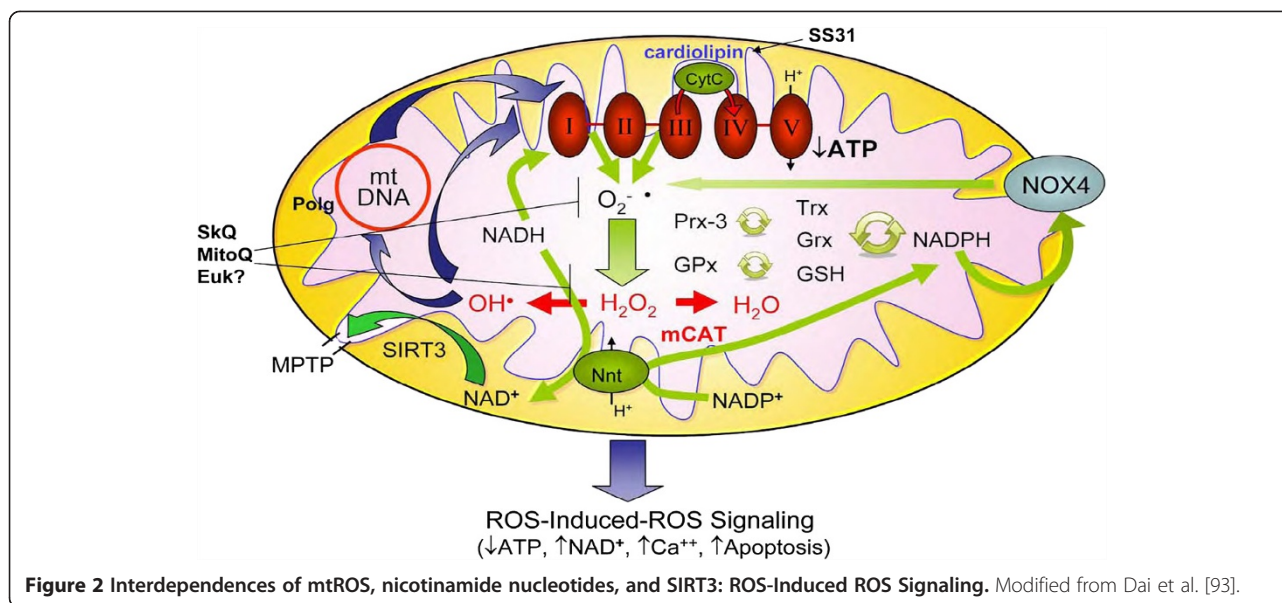 SS31
cardiolipin
CytC
H⁺
I II III IV V
↓ATP
mt
DNA
Polg
NOX4
O₂⁻ •
SkQ
MitoQ
Euk?
NADH
Prx-3
Trx
Grx
GPx
GSH
NADPH
OH•
H₂O₂
H₂O
mCAT
MPTP
SIRT3
NAD⁺
Nnt
H⁺
NADP⁺
ROS-Induced-ROS Signaling
(↓ATP, ↑NAD⁺, ↑Ca⁺⁺, ↑Apoptosis)
Figure 2 Interdependences of mtROS, nicotinamide nucleotides, and SIRT3: ROS-Induced ROS Signaling. Modified from Dai et al. [93].